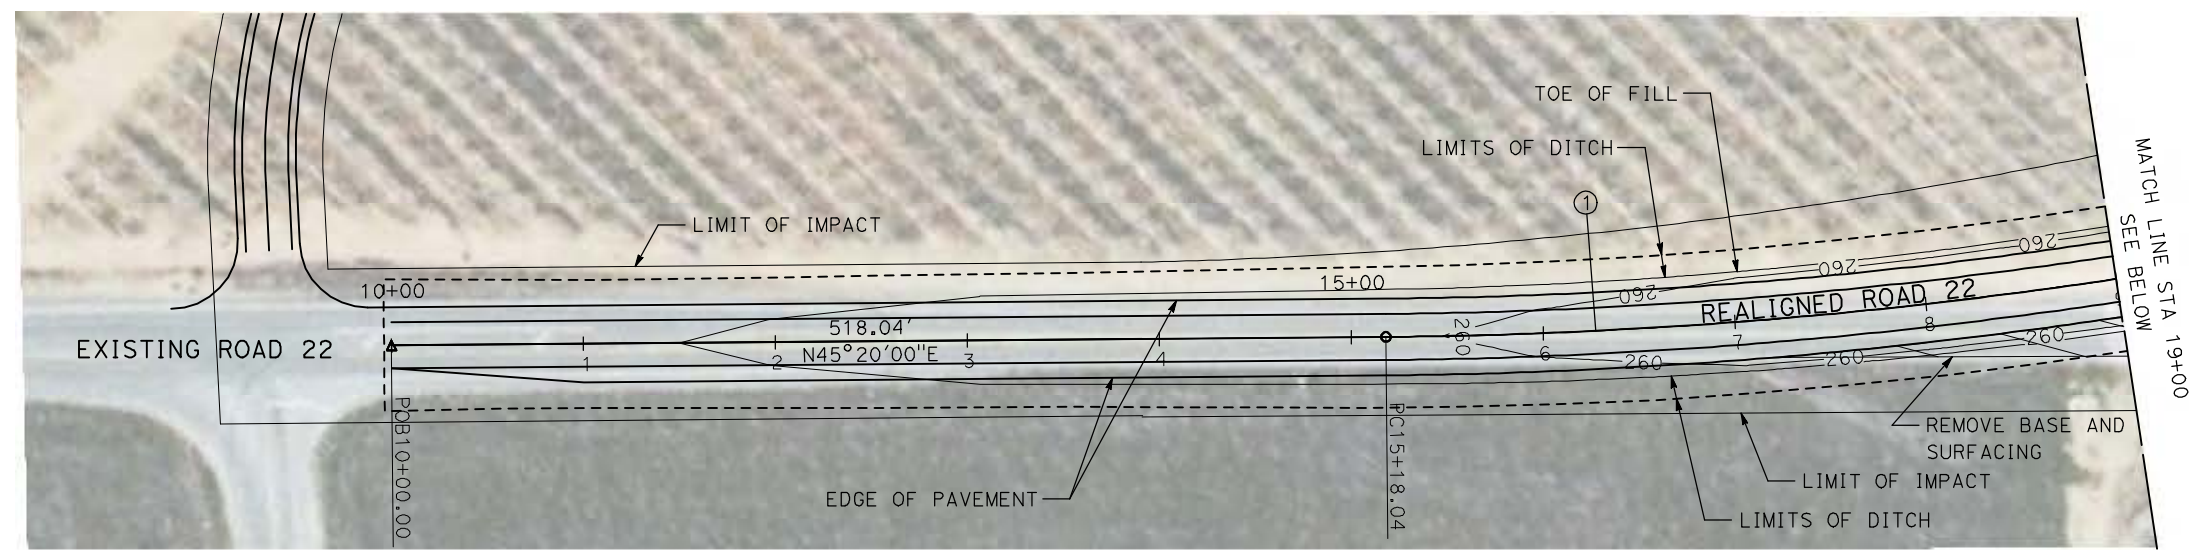 TOE OF FILL
LIMITS OF DITCH
1
LIMIT OF IMPACT
MATCH LINE STA 19+00
SEE BELOW
260
260
260
10+00
15+00
REALIGNED ROAD 22
518.04'
N45°20'00"E
EXISTING ROAD 22
1
2
3
4
260
6
7
8
260
260
260
POB10+00.00
PC15+18.04
REMOVE BASE AND
SURFACING
LIMIT OF IMPACT
EDGE OF PAVEMENT
LIMITS OF DITCH